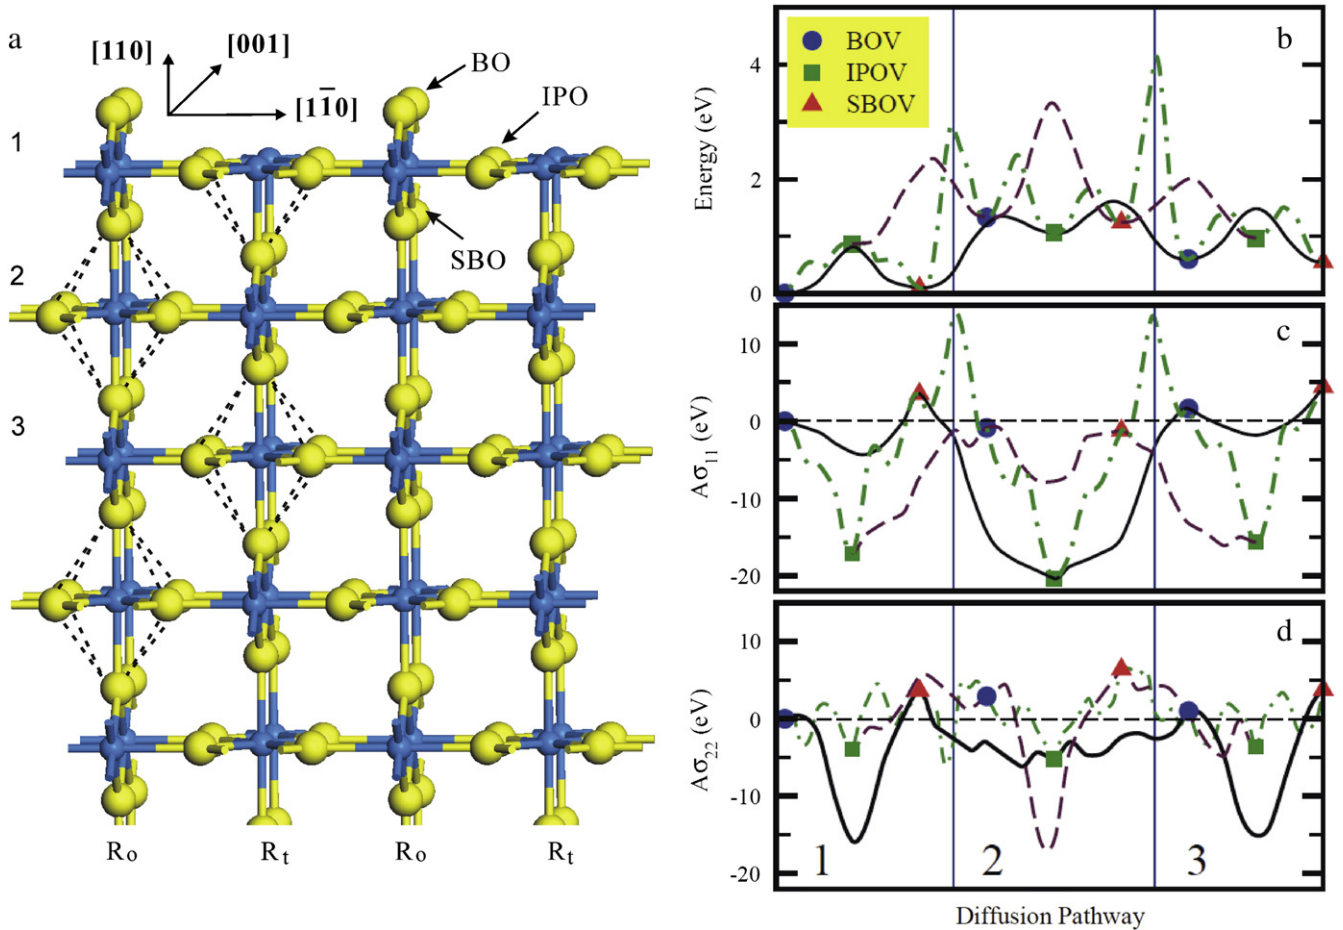 a
[110]
[001]
[11̅0]
BO
IPO
SBO
1
2
3
Ro
Rt
Ro
Rt
b
BOV
IPOV
SBOV
Energy (eV)
4
2
0
c
Aσ11 (eV)
10
0
-10
-20
d
Aσ22 (eV)
10
0
-10
-20
1
2
3
Diffusion Pathway